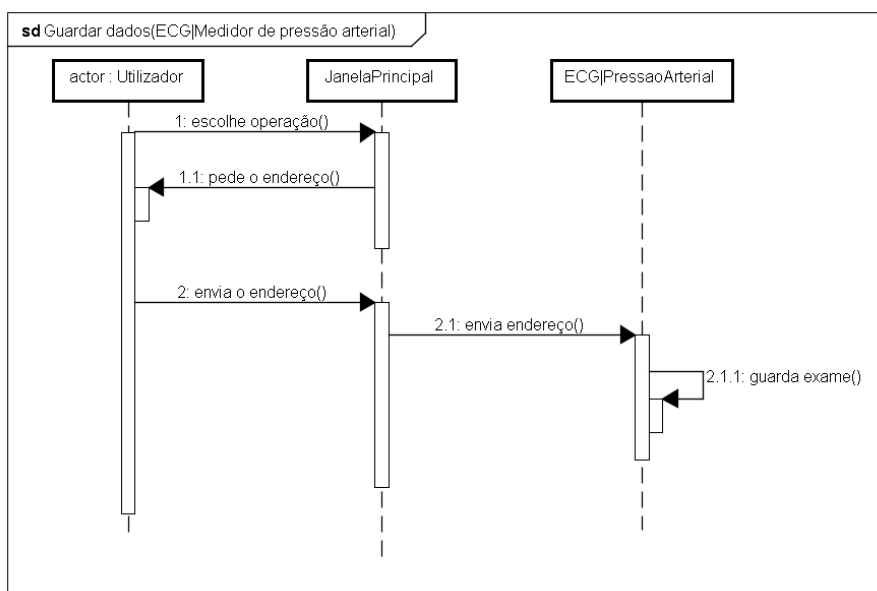 sd Guardar dados(ECG|Medidor de pressão arterial)
actor : Utilizador
JanelaPrincipal
ECG|PressaoArterial
1: escolhe operação()
1.1: pede o endereço()
2: envia o endereço()
2.1: envia endereço()
2.1.1: guarda exame()